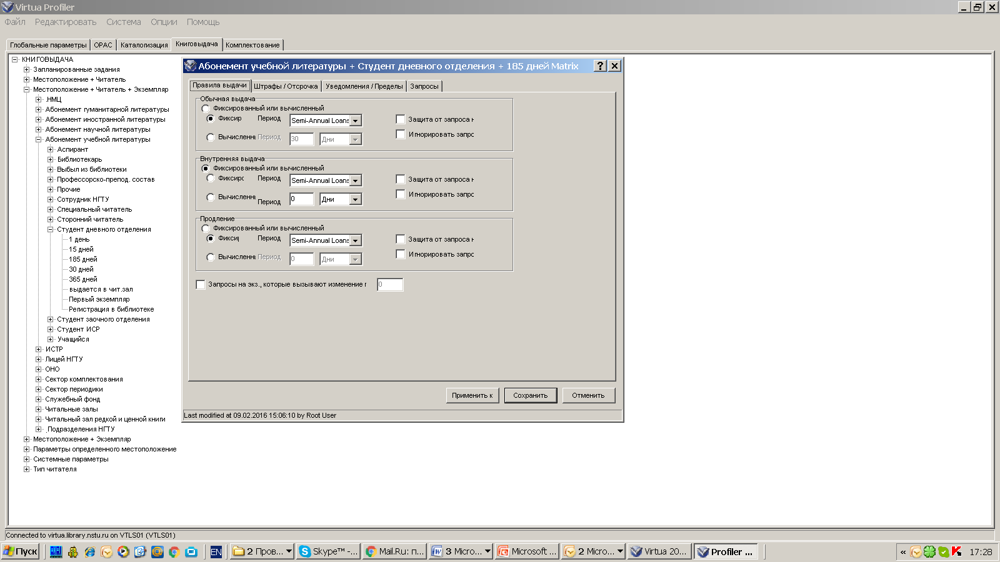 Virtua Profiler
Файл Редактировать Система Опции Помощь
Глобальные параметры OPAC Каталогизация Книговыдача Комплектование
КНИГОВЫДАЧА
Запланированные задания
Местоположение + Читатель
Местоположение + Читатель + Экземпляр
.НМЦ
Абонемент гуманитарной литературы
Абонемент иностранной литературы
Абонемент научной литературы
Абонемент учебной литературы
Аспирант
Библиотекарь
Выбыл из библиотеки
Профессорско-препод. состав
Прочие
Сотрудник НГТУ
Специальный читатель
Сторонний читатель
Студент дневного отделения
1 день
15 дней
185 дней
30 дней
365 дней
выдается в чит.зал
Первый экземпляр
Регистрация в библиотеке
Студент заочного отделения
Студент ИСР
Учащийся
ИСТР
Лицей НГТУ
ОНО
Сектор комплектования
Сектор периодики
Служебный фонд
Читальные залы
Читальный зал редкой и ценной книги
.Подразделения НГТУ
Местоположение + Экземпляр
Параметры определенного местоположение
Системные параметры
Тип читателя
Абонемент учебной литературы + Студент дневного отделения + 185 дней Matrix
Правила выдачи Штрафы / Отсрочка Уведомления / Пределы Запросы
Обычная выдача
Фиксированный или вычисленный
Фиксир Период Semi-Annual Loans Защита от запроса н
Вычисленнь Период 30 Дни Игнорировать запрс
Внутренняя выдача
Фиксированный или вычисленный
Фиксирс Период Semi-Annual Loans Защита от запроса н
Вычисленнь Период 0 Дни Игнорировать запрс
Продление
Фиксированный или вычисленный
Фиксир Период Semi-Annual Loans Защита от запроса н
Вычисленнь Период 0 Дни Игнорировать запрс
Запросы на экз., которые вызывают изменение г 0
Применить к Сохранить Отменить
Last modified at 09.02.2016 15:06:10 by Root User
Connected to virtua.library.nstu.ru on VTLS01 (VTLS01)
Пуск EN 2 Пров... Skype™ -... Mail.Ru: п... 3 Micro... Microsoft ... 2 Micro... Virtua 20... Profiler ... « 17:28